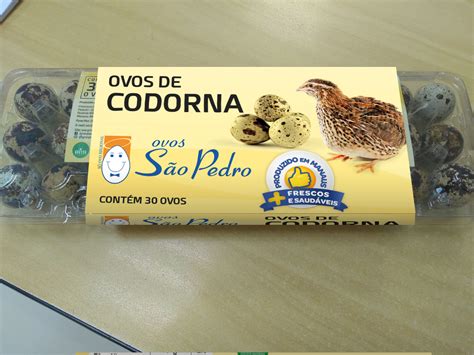 OVOS DE
CODORNA
ovos
São Pedro
PRODUZIDO EM MANAUS
+ FRESCOS
E SAUDÁVEIS
CONTÉM 30 OVOS
ovos
São Pedro
OVOS DE
CODORNA